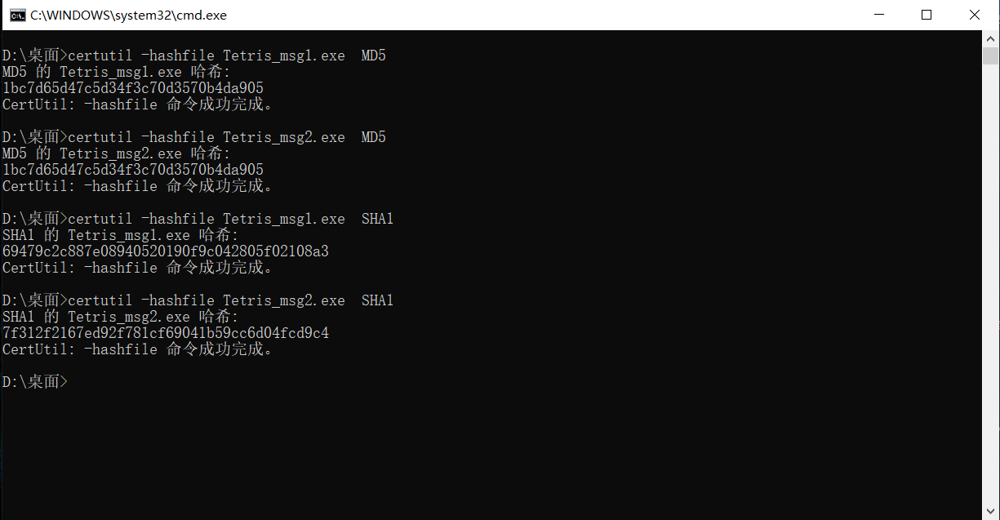 C:\WINDOWS\system32\cmd.exe
D:\桌面>certutil -hashfile Tetris_msg1.exe  MD5
MD5 的 Tetris_msg1.exe 哈希:
1bc7d65d47c5d34f3c70d3570b4da905
CertUtil: -hashfile 命令成功完成。
D:\桌面>certutil -hashfile Tetris_msg2.exe  MD5
MD5 的 Tetris_msg2.exe 哈希:
1bc7d65d47c5d34f3c70d3570b4da905
CertUtil: -hashfile 命令成功完成。
D:\桌面>certutil -hashfile Tetris_msg1.exe  SHA1
SHA1 的 Tetris_msg1.exe 哈希:
69479c2c887e08940520190f9c042805f02108a3
CertUtil: -hashfile 命令成功完成。
D:\桌面>certutil -hashfile Tetris_msg2.exe  SHA1
SHA1 的 Tetris_msg2.exe 哈希:
7f312f2167ed92f781cf69041b59cc6d04fcd9c4
CertUtil: -hashfile 命令成功完成。
D:\桌面>